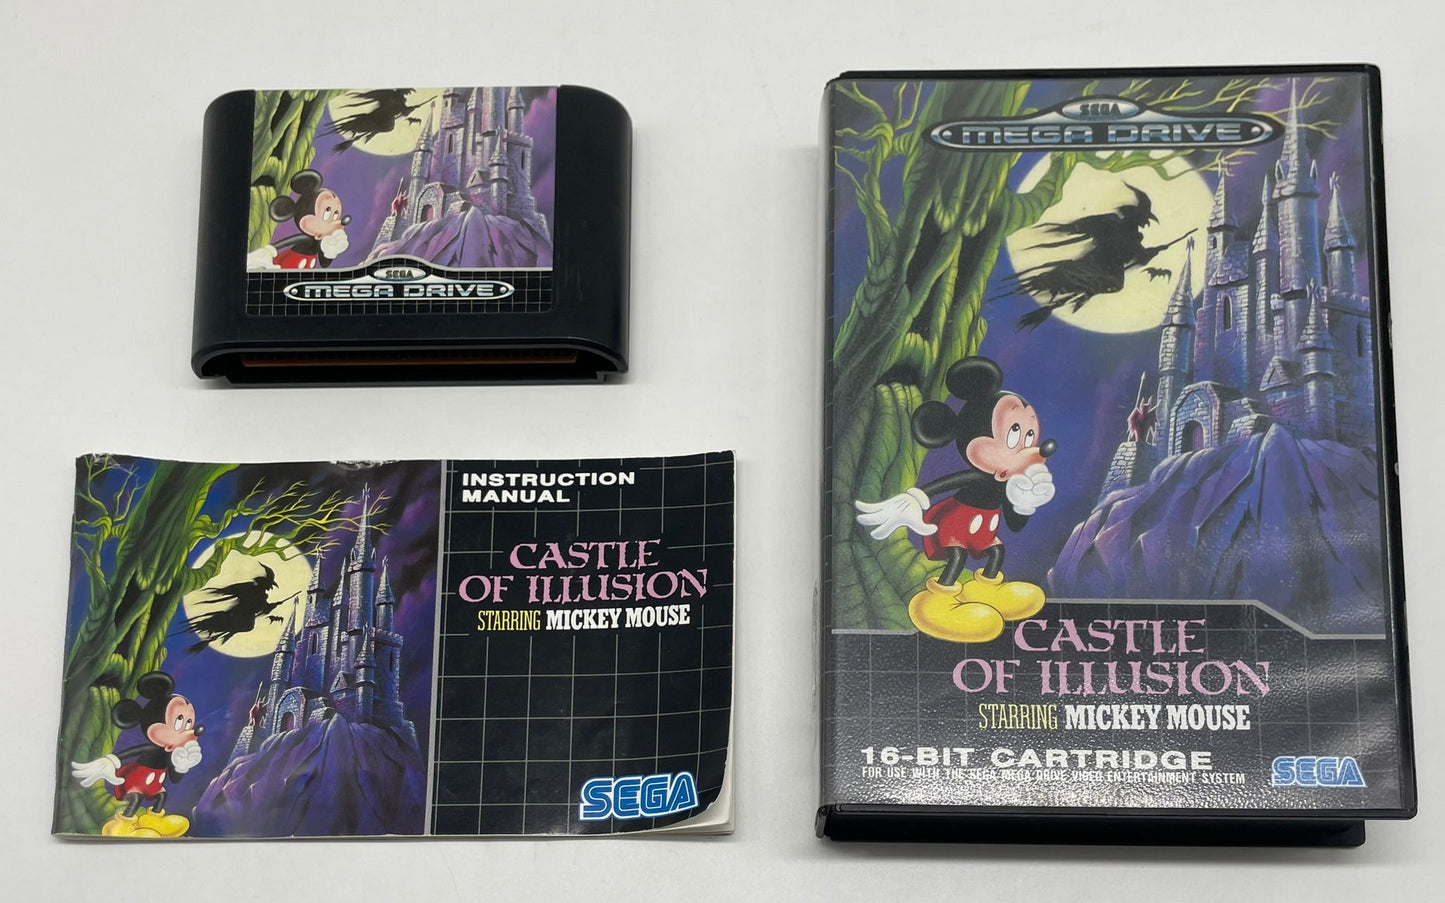 SEGA
MEGA DRIVE
INSTRUCTION
MANUAL
CASTLE
OF ILLUSION
STARRING MICKEY MOUSE
SEGA
SEGA
MEGA DRIVE
CASTLE
OF ILLUSION
STARRING MICKEY MOUSE
16-BIT CARTRIDGE
FOR USE WITH THE SEGA MEGA DRIVE VIDEO ENTERTAINMENT SYSTEM
SEGA